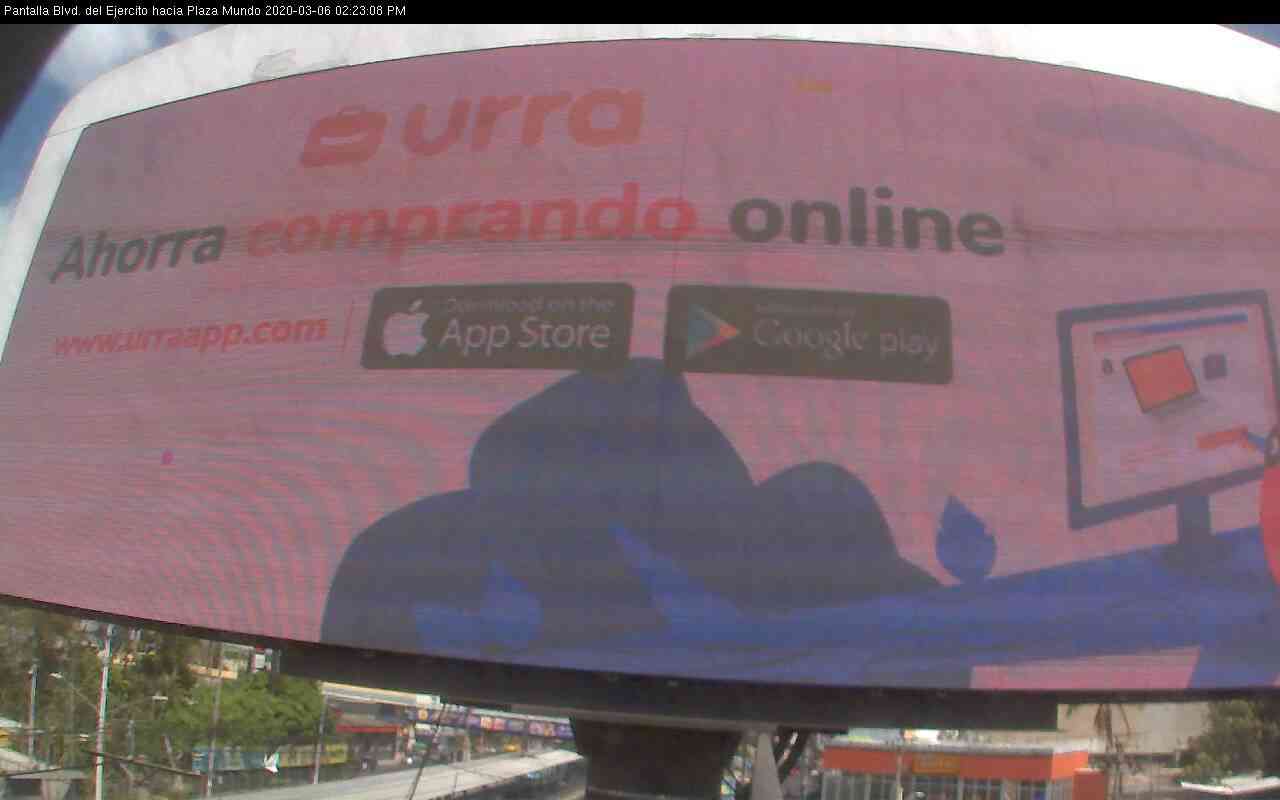 Pantalla Blvd. del Ejercito hacia Plaza Mundo 2020-03-06 02:23:08 PM
urra
Ahorra comprando online
www.urraapp.com
Download on the
App Store
Google play